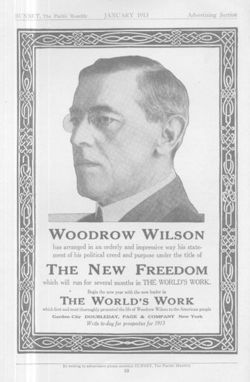 SUNSET, The Pacific Monthly JANUARY 1913 Advertising Section
WOODROW WILSON
has arranged in an orderly and impressive way his state-
ment of his political creed and purpose under the title of
THE NEW FREEDOM
which will run for several months in THE WORLD'S WORK.
Begin the new year with the new leader in
THE WORLD'S WORK
which first and most thoroughly presented the life of Woodrow Wilson to the American people
Garden City DOUBLEDAY, PAGE & COMPANY New York
Write to-day for prospectus for 1913
In writing to advertisers please mention SUNSET, The Pacific Monthly